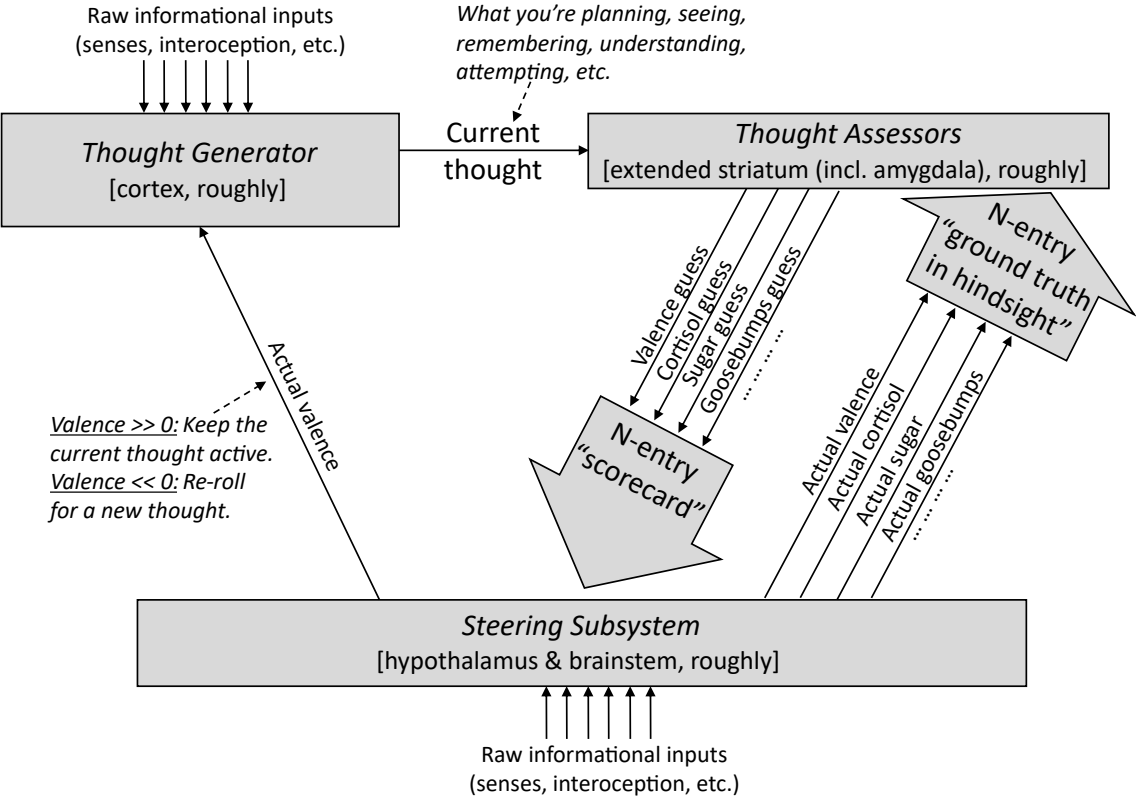 Raw informational inputs
(senses, interoception, etc.)
What you're planning, seeing,
remembering, understanding,
attempting, etc.
Thought Generator
[cortex, roughly]
Current
thought
Thought Assessors
[extended striatum (incl. amygdala), roughly]
Valence guess
Cortisol guess
Sugar guess
Goosebumps guess
... ... ... ...
N-entry
“scorecard”
N-entry
“ground truth
in hindsight”
Actual valence
Actual cortisol
Actual sugar
Actual goosebumps
... ... ... ...
Actual valence
Valence >> 0: Keep the
current thought active.
Valence << 0: Re-roll
for a new thought.
Steering Subsystem
[hypothalamus & brainstem, roughly]
Raw informational inputs
(senses, interoception, etc.)